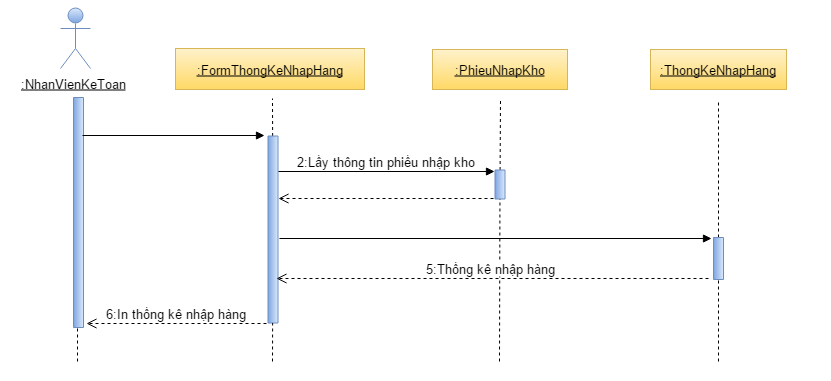 :NhanVienKeToan
:FormThongKeNhapHang
:PhieuNhapKho
:ThongKeNhapHang
2:Lấy thông tin phiếu nhập kho
5:Thống kê nhập hàng
6:In thống kê nhập hàng